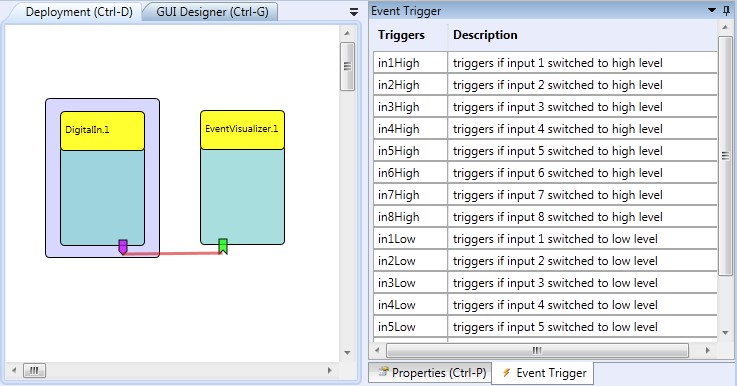 Deployment (Ctrl-D) GUI Designer (Ctrl-G)
DigitalIn.1
EventVisualizer.1
Event Trigger
Triggers Description
in1High triggers if input 1 switched to high level
in2High triggers if input 2 switched to high level
in3High triggers if input 3 switched to high level
in4High triggers if input 4 switched to high level
in5High triggers if input 5 switched to high level
in6High triggers if input 6 switched to high level
in7High triggers if input 7 switched to high level
in8High triggers if input 8 switched to high level
in1Low triggers if input 1 switched to low level
in2Low triggers if input 2 switched to low level
in3Low triggers if input 3 switched to low level
in4Low triggers if input 4 switched to low level
in5Low triggers if input 5 switched to low level
Properties (Ctrl-P) Event Trigger